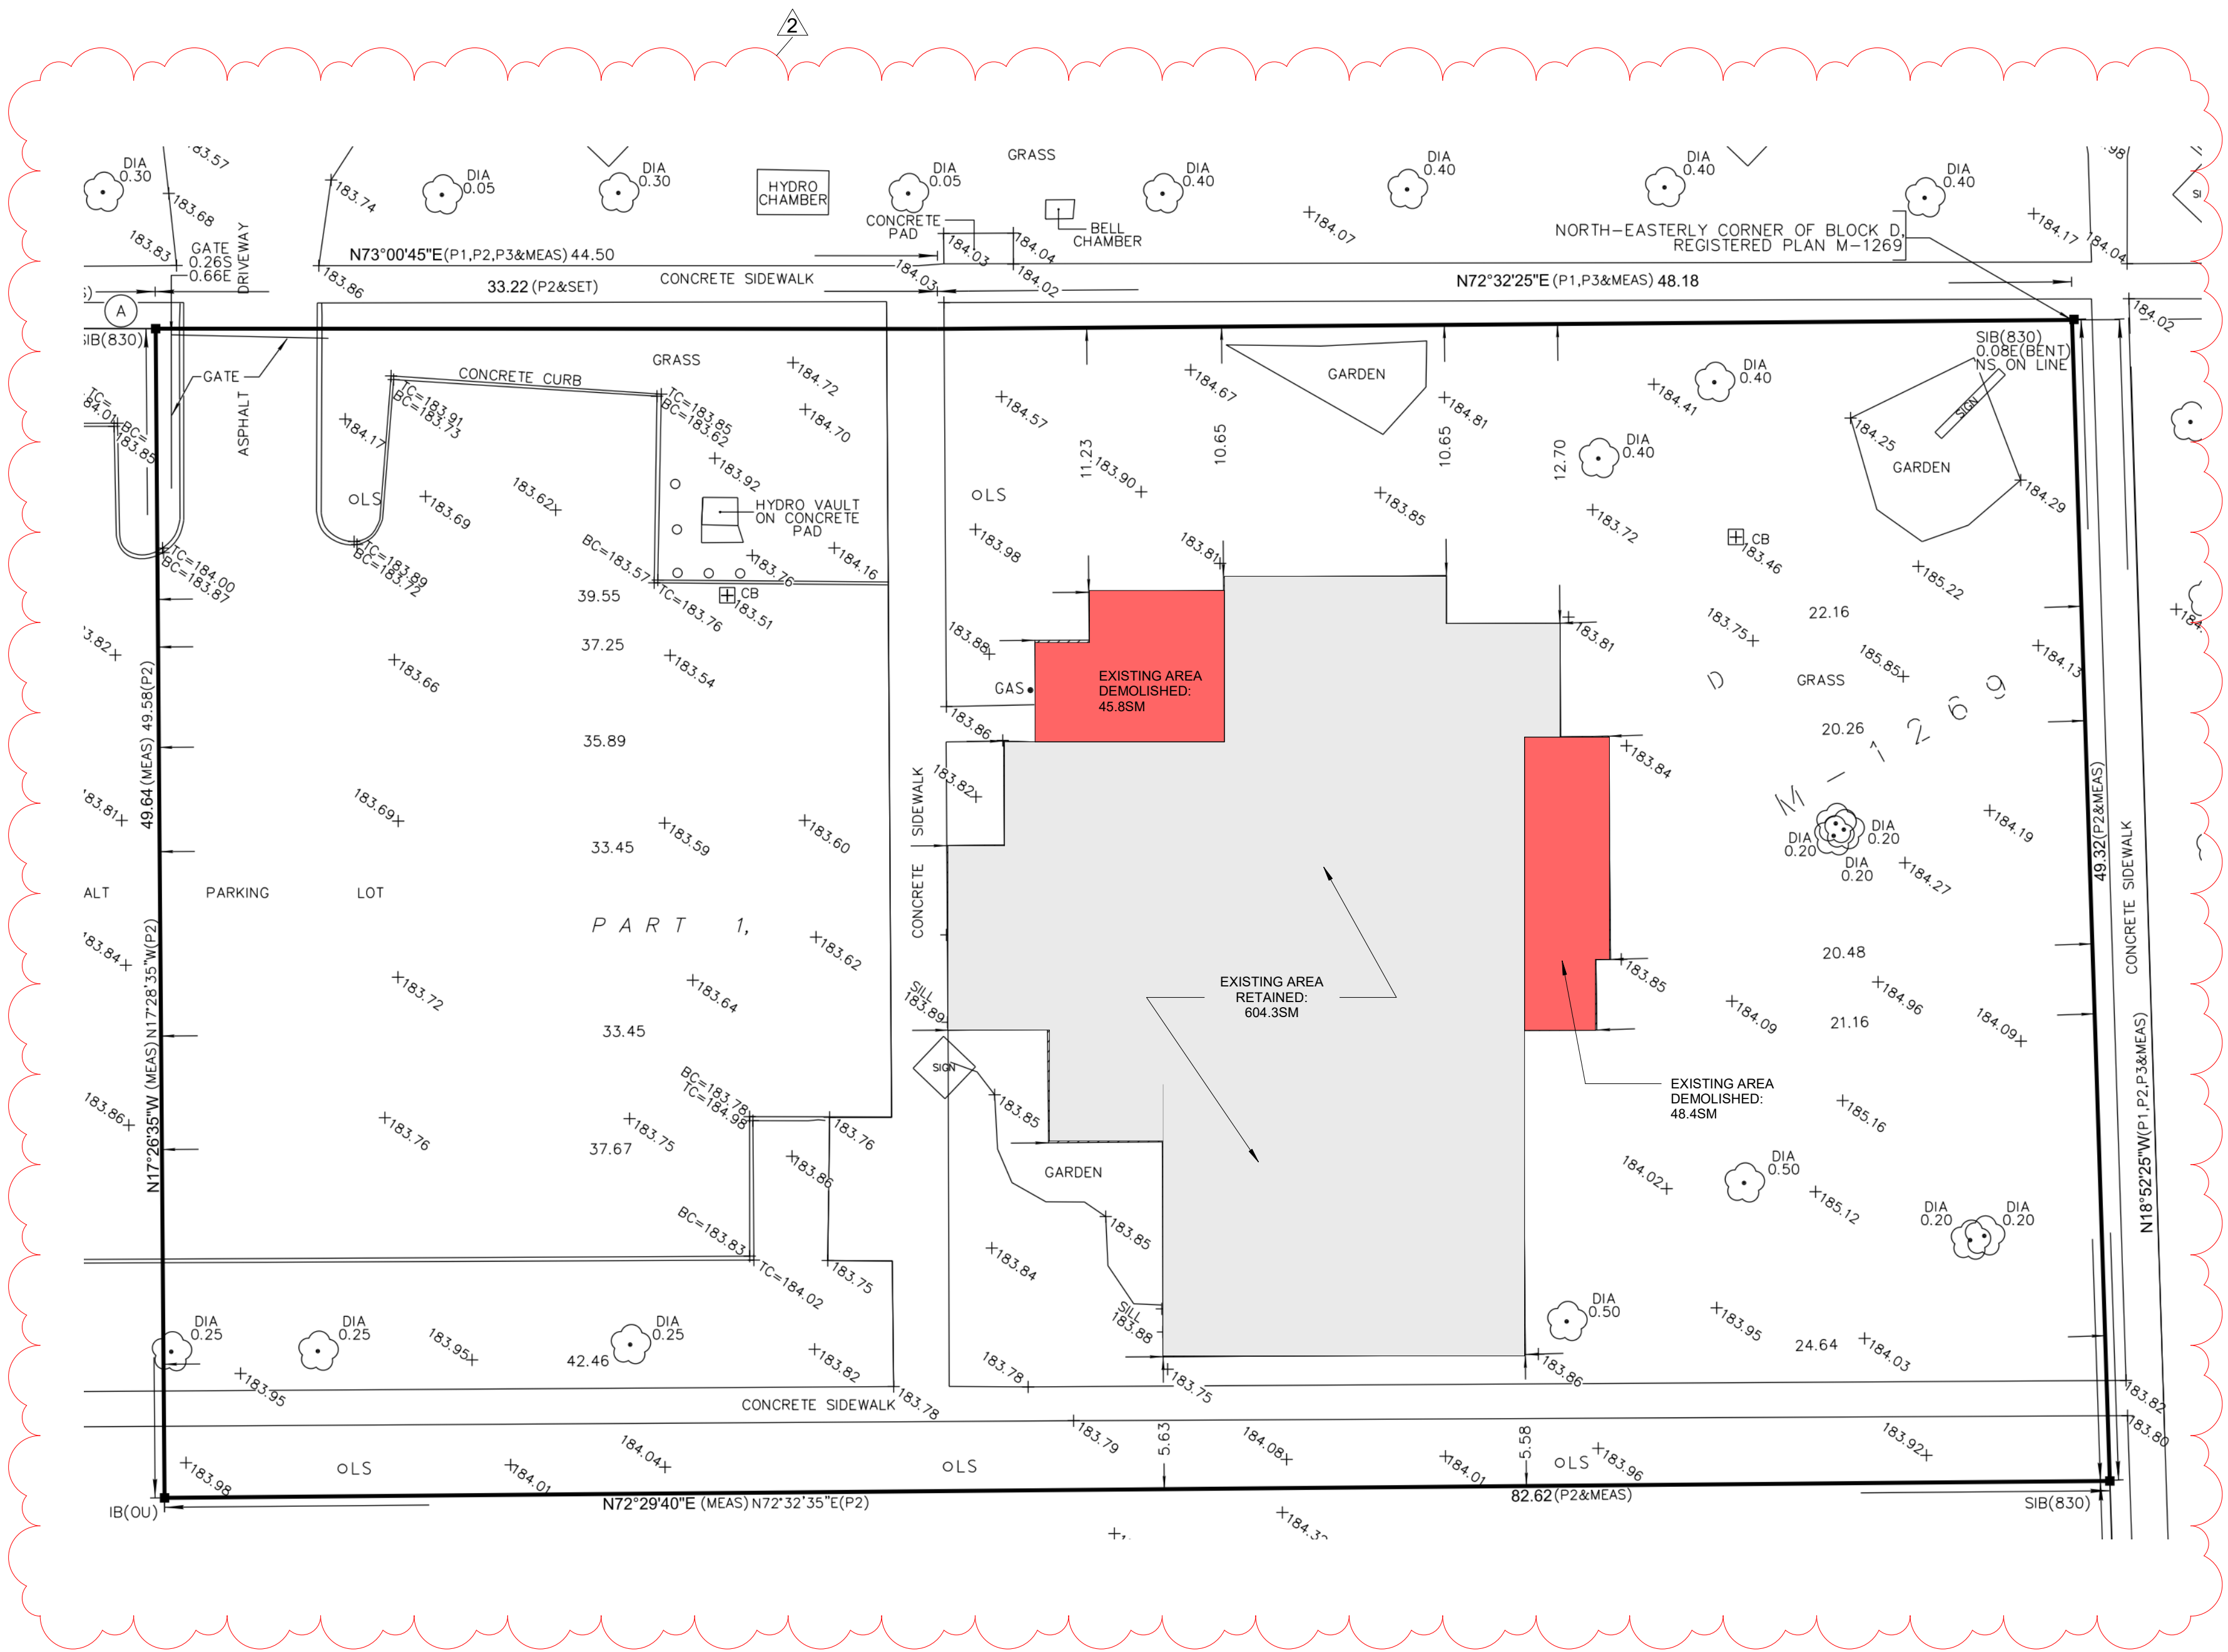 2
183.57
DIA
0.30
183.74
DIA
0.05
DIA
0.30
HYDRO
CHAMBER
DIA
0.05
GRASS
DIA
0.40
DIA
0.40
DIA
0.40
DIA
0.40
183.68
183.83
GATE
0.26S
0.66E
DRIVEWAY
CONCRETE
PAD
BELL
CHAMBER
184.03
184.04
184.07
NORTH-EASTERLY CORNER OF BLOCK D,
REGISTERED PLAN M-1269
184.17
184.04
N73°00'45"E(P1,P2,P3&MEAS) 44.50
183.86
33.22 (P2&SET)
CONCRETE SIDEWALK
184.03
184.02
N72°32'25"E (P1,P3&MEAS) 48.18
A
184.02
SIB(830)
SIB(830)
0.08E(BENT)
NS ON LINE
GATE
ASPHALT
CONCRETE CURB
GRASS
184.72
184.67
GARDEN
DIA
0.40
184.41
SIGN
TC=
184.01
BC=
183.85
TC=183.91
BC=183.73
184.17
TC=183.85
BC=183.62
184.70
184.57
184.81
184.25
GARDEN
184.29
11.23
10.65
10.65
12.70
DIA
0.40
183.92
183.90
183.85
LS
183.69
183.62
HYDRO VAULT
ON CONCRETE
PAD
LS
183.98
183.72
CB
183.46
TC=184.00
BC=183.87
TC=183.89
BC=183.72
BC=183.57
TC=183.76
183.76
184.16
183.81
185.22
39.55
CB
183.51
37.25
183.54
183.66
183.88
183.81
22.16
183.75
185.85
184.13
GRASS
D
M-1269
EXISTING AREA
DEMOLISHED:
45.8SM
GAS
183.86
20.26
35.89
183.84
49.64 (MEAS) 49.58(P2)
183.81
183.69
183.59
183.60
183.82
33.45
CONCRETE SIDEWALK
DIA
0.20
DIA
0.20
DIA
0.20
184.19
184.27
49.32(P2&MEAS)
CONCRETE SIDEWALK
ALT PARKING LOT
PART 1,
183.84
183.72
183.64
183.62
SILL
183.89
EXISTING AREA
RETAINED:
604.3SM
183.85
20.48
184.96
184.09
21.16
184.09
33.45
SIGN
N17°26'35"W (MEAS) N17°28'35"W(P2)
183.86
183.76
183.75
BC=183.78
TC=184.98
183.76
183.85
EXISTING AREA
DEMOLISHED:
48.4SM
185.16
N18°52'25"W(P1,P2,P3&MEAS)
37.67
183.86
GARDEN
184.02
DIA
0.50
185.12
DIA
0.20
DIA
0.20
BC=183.83
TC=184.02
183.75
183.84
183.85
SILL
183.88
DIA
0.25
DIA
0.25
DIA
0.25
183.95
183.95
42.46
183.82
183.78
183.78
183.75
DIA
0.50
183.86
183.95
24.64
184.03
183.82
183.80
CONCRETE SIDEWALK
183.98
LS
184.01
184.04
LS
183.79
5.63
184.08
184.01
5.58
LS
183.96
183.92
IB(OU)
N72°29'40"E (MEAS) N72°32'35"E(P2)
82.62(P2&MEAS)
SIB(830)